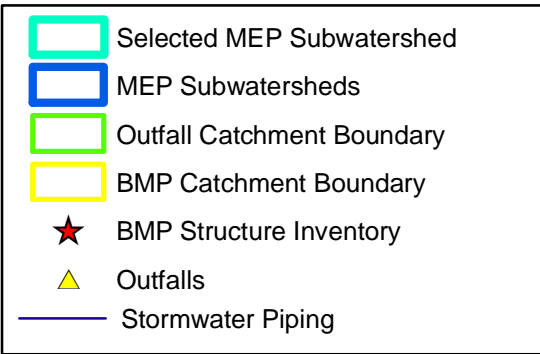 Selected MEP Subwatershed
MEP Subwatersheds
Outfall Catchment Boundary
BMP Catchment Boundary
BMP Structure Inventory
Outfalls
Stormwater Piping